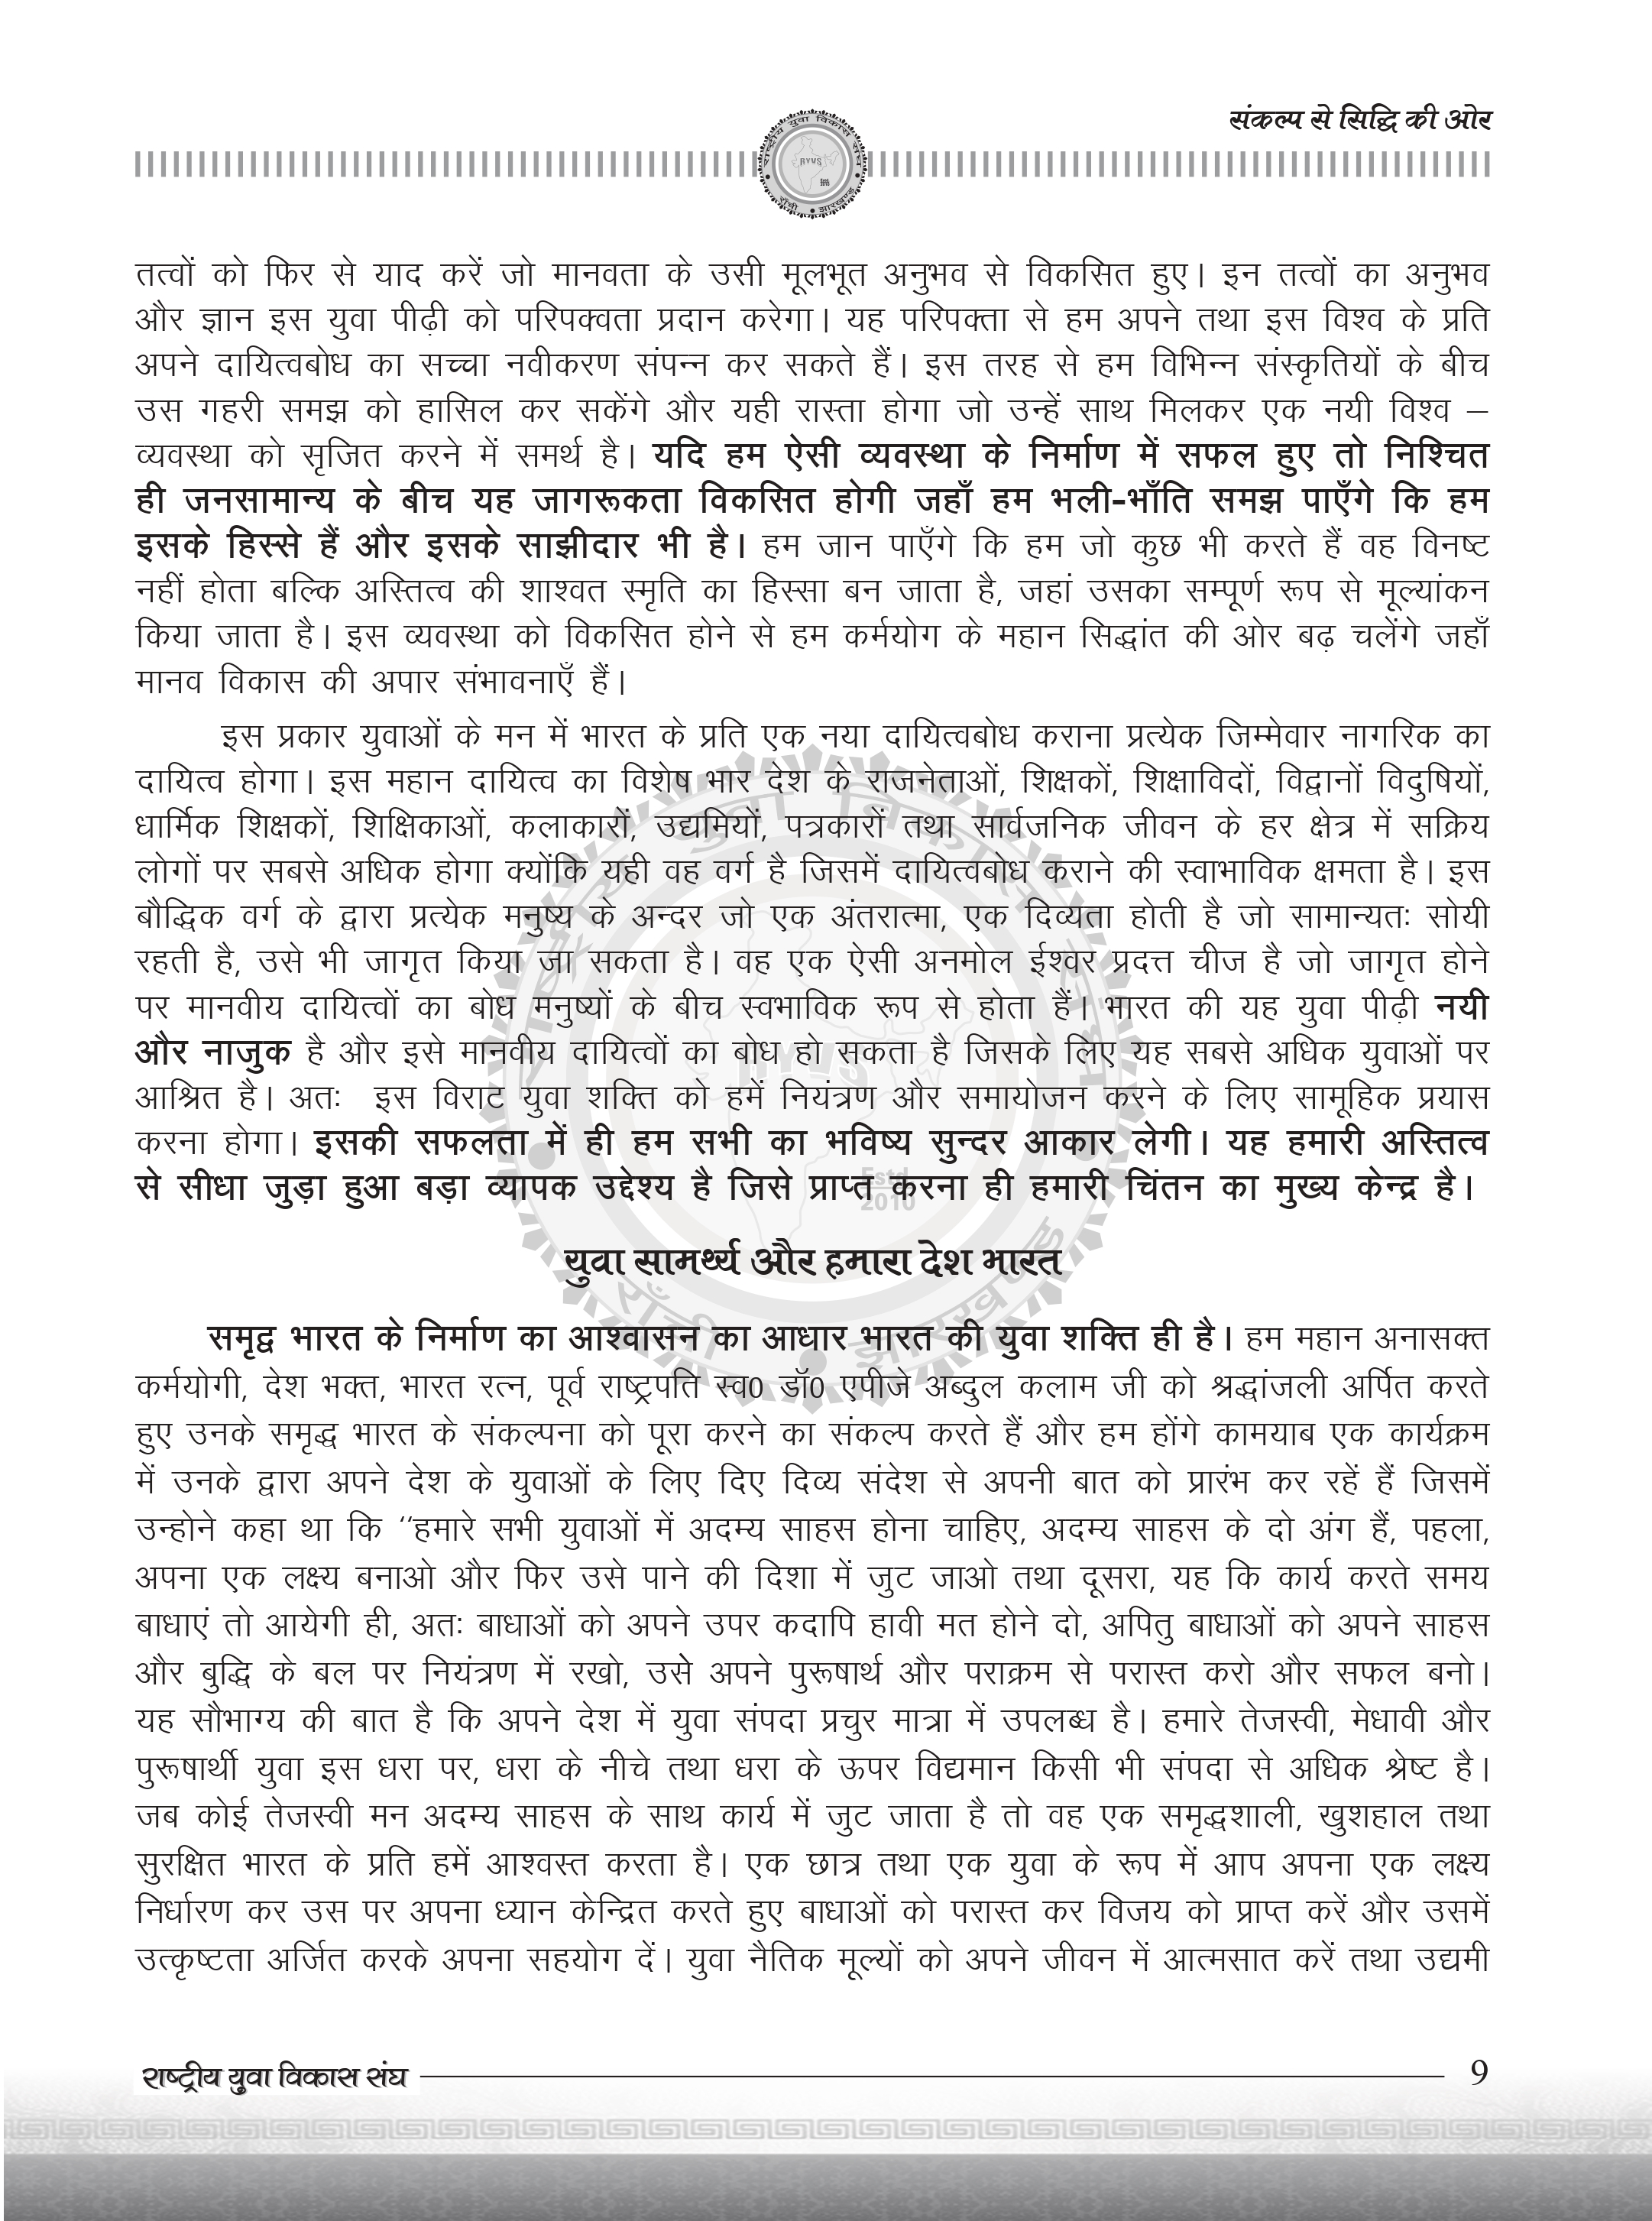 संकल्प से सिद्धि की ओर
राष्ट्रीय युवा विकास संघ
RYVS
राँची • झारखण्ड
तत्वों को फिर से याद करें जो मानवता के उसी मूलभूत अनुभव से विकसित हुए। इन तत्वों का अनुभव
और ज्ञान इस युवा पीढ़ी को परिपक्वता प्रदान करेगा। यह परिपक्ता से हम अपने तथा इस विश्व के प्रति
अपने दायित्वबोध का सच्चा नवीकरण संपन्न कर सकते हैं। इस तरह से हम विभिन्न संस्कृतियों के बीच
उस गहरी समझ को हासिल कर सकेंगे और यही रास्ता होगा जो उन्हें साथ मिलकर एक नयी विश्व –
व्यवस्था को सृजित करने में समर्थ है। यदि हम ऐसी व्यवस्था के निर्माण में सफल हुए तो निश्चित
ही जनसामान्य के बीच यह जागरूकता विकसित होगी जहाँ हम भली-भाँति समझ पाएँगे कि हम
इसके हिस्से हैं और इसके साझीदार भी है। हम जान पाएँगे कि हम जो कुछ भी करते हैं वह विनष्ट
नहीं होता बल्कि अस्तित्व की शाश्वत स्मृति का हिस्सा बन जाता है, जहां उसका सम्पूर्ण रूप से मूल्यांकन
किया जाता है। इस व्यवस्था को विकसित होने से हम कर्मयोग के महान सिद्धांत की ओर बढ़ चलेंगे जहाँ
मानव विकास की अपार संभावनाएँ हैं।
इस प्रकार युवाओं के मन में भारत के प्रति एक नया दायित्वबोध कराना प्रत्येक जिम्मेवार नागरिक का
दायित्व होगा। इस महान दायित्व का विशेष भार देश के राजनेताओं, शिक्षकों, शिक्षाविदों, विद्वानों विदुषियों,
धार्मिक शिक्षकों, शिक्षिकाओं, कलाकारों, उद्यमियों, पत्रकारों तथा सार्वजनिक जीवन के हर क्षेत्र में सक्रिय
लोगों पर सबसे अधिक होगा क्योंकि यही वह वर्ग है जिसमें दायित्वबोध कराने की स्वाभाविक क्षमता है। इस
बौद्धिक वर्ग के द्वारा प्रत्येक मनुष्य के अन्दर जो एक अंतरात्मा, एक दिव्यता होती है जो सामान्यतः सोयी
रहती है, उसे भी जागृत किया जा सकता है। वह एक ऐसी अनमोल ईश्वर प्रदत्त चीज है जो जागृत होने
पर मानवीय दायित्वों का बोध मनुष्यों के बीच स्वभाविक रूप से होता हैं। भारत की यह युवा पीढ़ी नयी
और नाजुक है और इसे मानवीय दायित्वों का बोध हो सकता है जिसके लिए यह सबसे अधिक युवाओं पर
आश्रित है। अतः इस विराट युवा शक्ति को हमें नियंत्रण और समायोजन करने के लिए सामूहिक प्रयास
करना होगा। इसकी सफलता में ही हम सभी का भविष्य सुन्दर आकार लेगी। यह हमारी अस्तित्व
से सीधा जुड़ा हुआ बड़ा व्यापक उद्देश्य है जिसे प्राप्त करना ही हमारी चिंतन का मुख्य केन्द्र है।
राष्ट्रीय युवा विकास संघ
RYVS
Estd
2010
राँची • झारखण्ड
युवा सामर्थ्य और हमारा देश भारत
समृद्व भारत के निर्माण का आश्वासन का आधार भारत की युवा शक्ति ही है। हम महान अनासक्त
कर्मयोगी, देश भक्त, भारत रत्न, पूर्व राष्ट्रपति स्व0 डॉ0 एपीजे अब्दुल कलाम जी को श्रद्धांजली अर्पित करते
हुए उनके समृद्ध भारत के संकल्पना को पूरा करने का संकल्प करते हैं और हम होंगे कामयाब एक कार्यक्रम
में उनके द्वारा अपने देश के युवाओं के लिए दिए दिव्य संदेश से अपनी बात को प्रारंभ कर रहें हैं जिसमें
उन्होने कहा था कि ‘‘हमारे सभी युवाओं में अदम्य साहस होना चाहिए, अदम्य साहस के दो अंग हैं, पहला,
अपना एक लक्ष्य बनाओ और फिर उसे पाने की दिशा में जुट जाओ तथा दूसरा, यह कि कार्य करते समय
बाधाएं तो आयेगी ही, अतः बाधाओं को अपने उपर कदापि हावी मत होने दो, अपितु बाधाओं को अपने साहस
और बुद्धि के बल पर नियंत्रण में रखो, उसे अपने पुरूषार्थ और पराक्रम से परास्त करो और सफल बनो।
यह सौभाग्य की बात है कि अपने देश में युवा संपदा प्रचुर मात्रा में उपलब्ध है। हमारे तेजस्वी, मेधावी और
पुरूषार्थी युवा इस धरा पर, धरा के नीचे तथा धरा के ऊपर विद्यमान किसी भी संपदा से अधिक श्रेष्ट है।
जब कोई तेजस्वी मन अदम्य साहस के साथ कार्य में जुट जाता है तो वह एक समृद्धशाली, खुशहाल तथा
सुरक्षित भारत के प्रति हमें आश्वस्त करता है। एक छात्र तथा एक युवा के रूप में आप अपना एक लक्ष्य
निर्धारण कर उस पर अपना ध्यान केन्द्रित करते हुए बाधाओं को परास्त कर विजय को प्राप्त करें और उसमें
उत्कृष्टता अर्जित करके अपना सहयोग दें। युवा नैतिक मूल्यों को अपने जीवन में आत्मसात करें तथा उद्यमी
राष्ट्रीय युवा विकास संघ
9